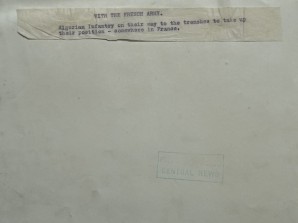 WITH THE FRENCH ARMY.
Algerian Infantry on their way to the trenches to take up
their position - somewhere in France.